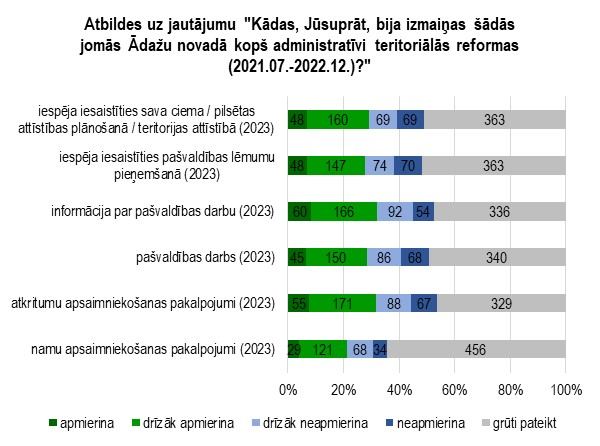 Atbildes uz jautājumu "Kādas, Jūsuprāt, bija izmaiņas šādās
jomās Ādažu novadā kopš administratīvi teritoriālās reformas
(2021.07.-2022.12.)?"
iespēja iesaistīties sava ciema / pilsētas
attīstības plānošanā / teritorijas attīstībā (2023)
48 160 69 69 363
iespēja iesaistīties pašvaldības lēmumu
pieņemšanā (2023)
48 147 74 70 363
informācija par pašvaldības darbu (2023) 60 166 92 54 336
pašvaldības darbs (2023) 45 150 86 68 340
atkritumu apsaimniekošanas pakalpojumi (2023) 55 171 88 67 329
namu apsaimniekošanas pakalpojumi (2023) 29 121 68 34 456
0% 20% 40% 60% 80% 100%
apmierina drīzāk apmierina drīzāk neapmierina neapmierina grūti pateikt